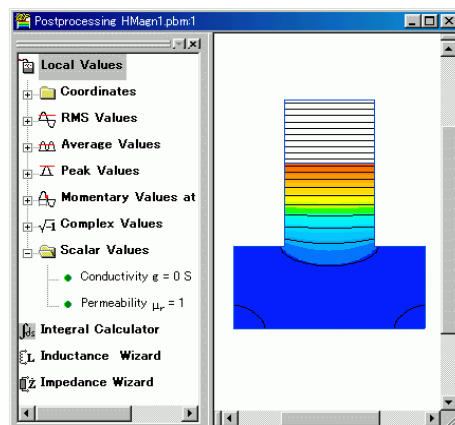 Postprocessing HMagn1.pbm:1
Local Values
Coordinates
RMS Values
Average Values
Peak Values
Momentary Values at
Complex Values
Scalar Values
Conductivity g = 0 S
Permeability μr = 1
Integral Calculator
Inductance Wizard
Impedance Wizard